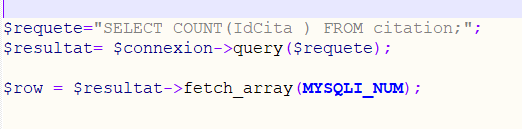 $requete="SELECT COUNT(IdCita ) FROM citation;";
$resultat= $connexion->query($requete);
$row = $resultat->fetch_array(MYSQLI_NUM);